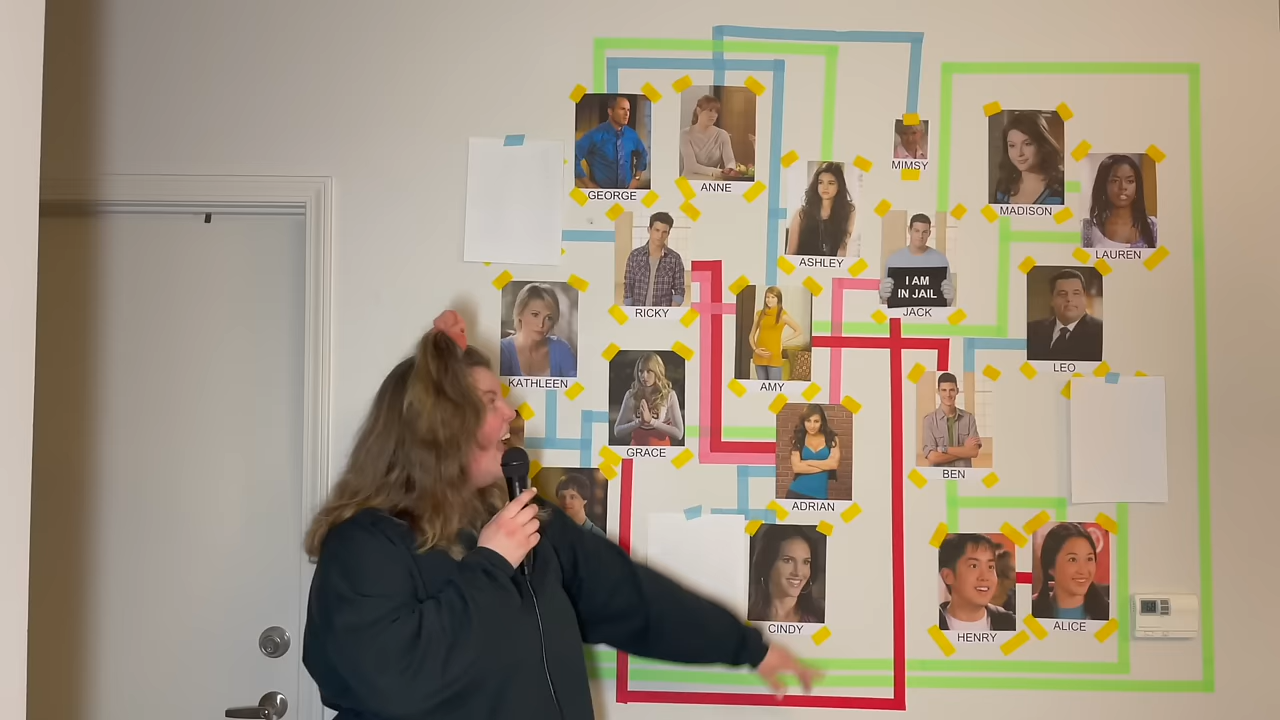 GEORGE
ANNE
MIMSY
MADISON
LAUREN
ASHLEY
RICKY
I AM
IN JAIL
JACK
LEO
KATHLEEN
AMY
GRACE
BEN
ADRIAN
CINDY
HENRY
ALICE